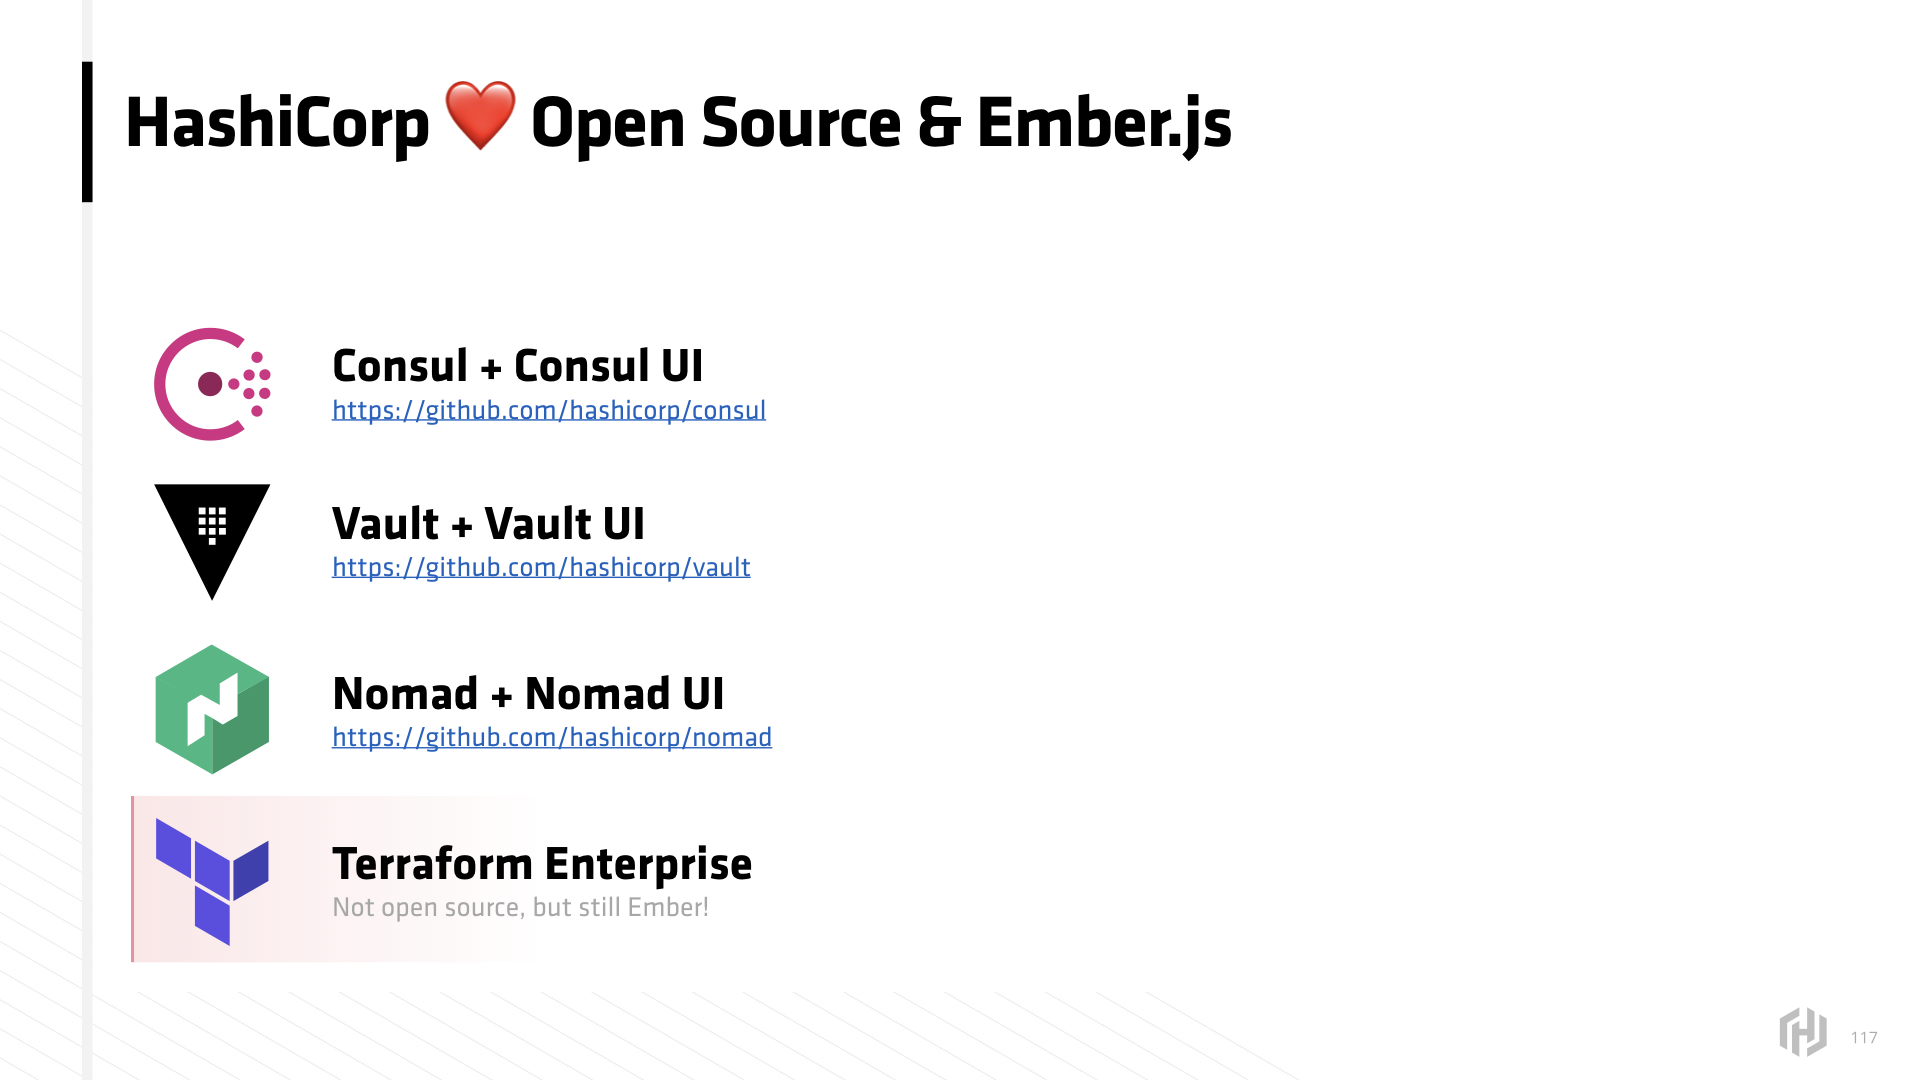 HashiCorp ❤️ Open Source & Ember.js
Consul + Consul UI
https://github.com/hashicorp/consul
Vault + Vault UI
https://github.com/hashicorp/vault
Nomad + Nomad UI
https://github.com/hashicorp/nomad
Terraform Enterprise
Not open source, but still Ember!
117